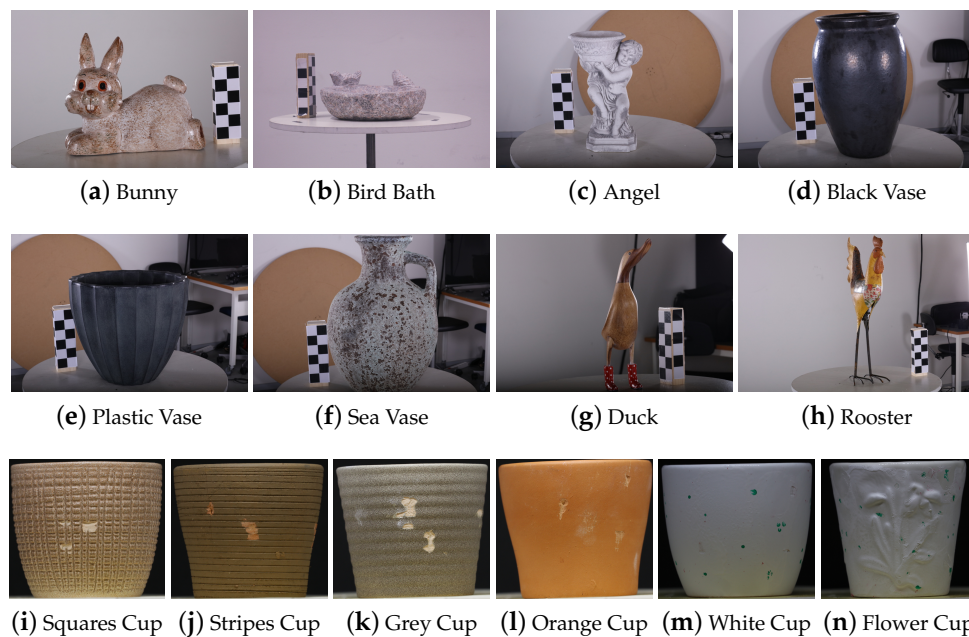 (a) Bunny (b) Bird Bath (c) Angel (d) Black Vase
(e) Plastic Vase (f) Sea Vase (g) Duck (h) Rooster
(i) Squares Cup (j) Stripes Cup (k) Grey Cup (l) Orange Cup (m) White Cup (n) Flower Cup